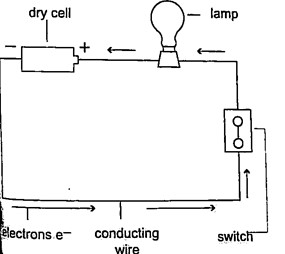 dry cell
lamp
− +
electrons e−
conducting
wire
switch